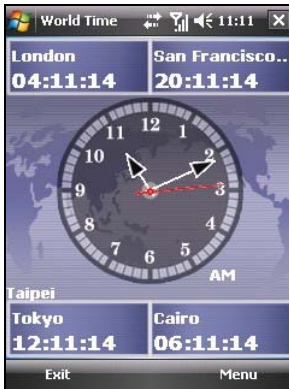 World Time 11:11
London
04:11:14
San Francisco..
20:11:14
12
11
1
10
2
9
3
8
4
7
5
6
AM
Taipei
Tokyo
12:11:14
Cairo
06:11:14
Exit
Menu